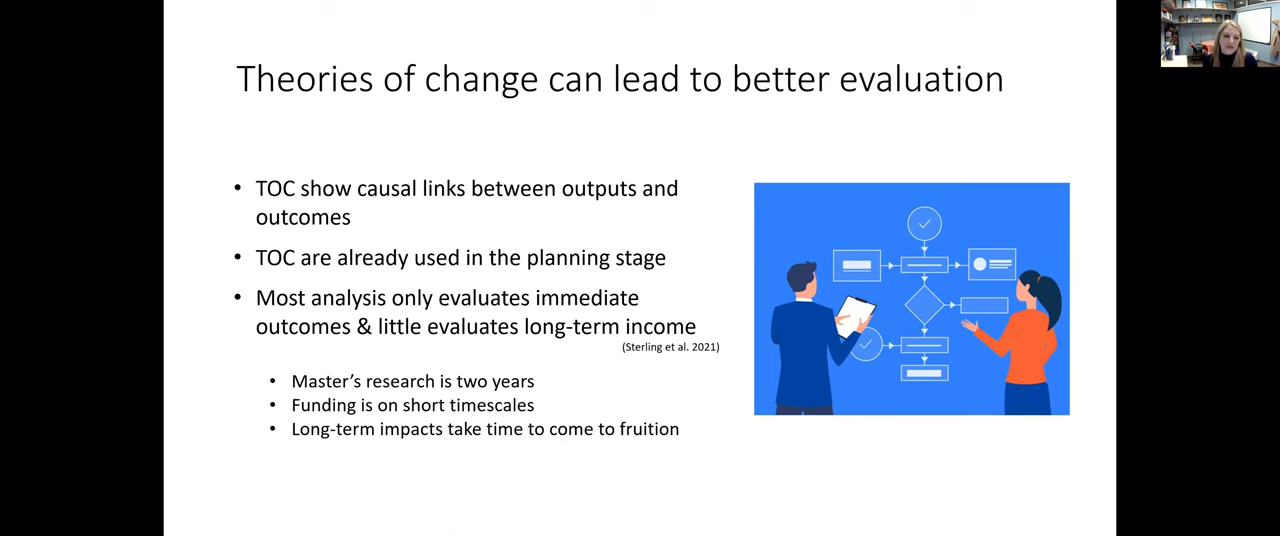 Theories of change can lead to better evaluation
• TOC show causal links between outputs and
outcomes
• TOC are already used in the planning stage
• Most analysis only evaluates immediate
outcomes & little evaluates long-term income
(Sterling et al. 2021)
• Master's research is two years
• Funding is on short timescales
• Long-term impacts take time to come to fruition